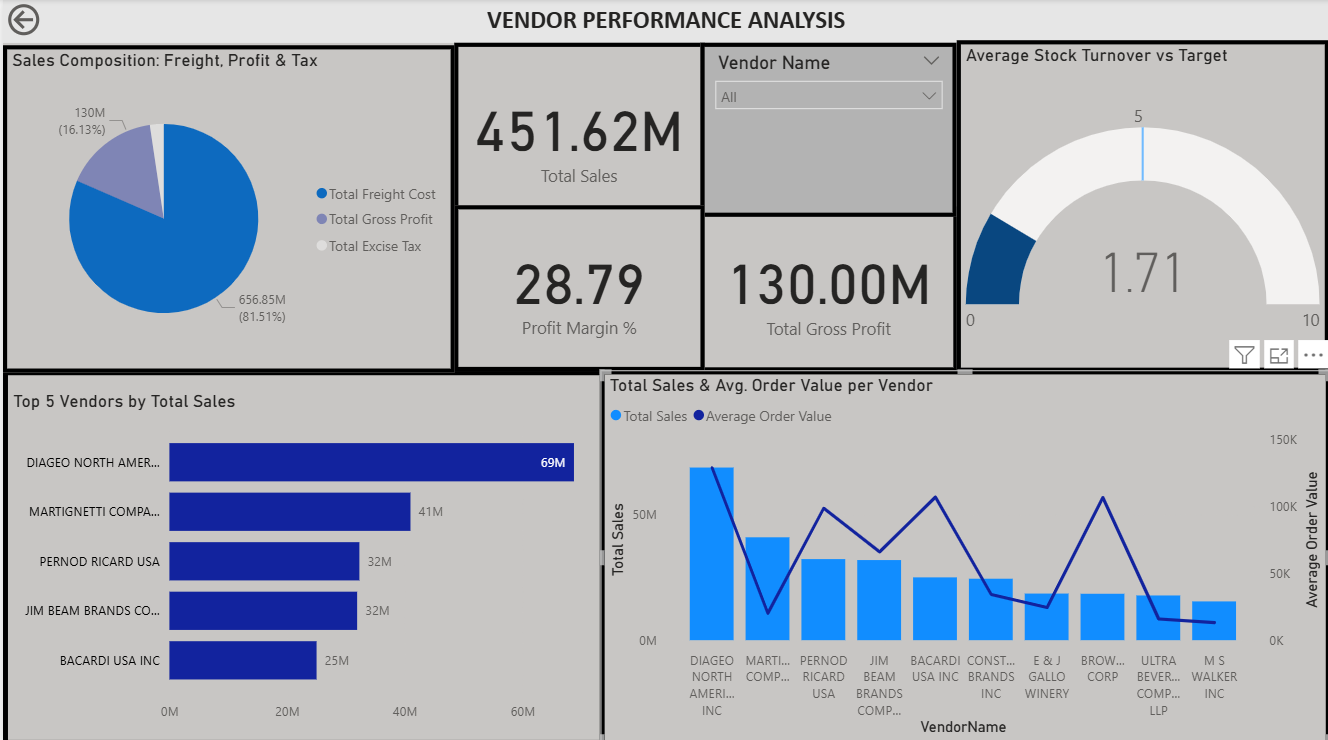 VENDOR PERFORMANCE ANALYSIS
Sales Composition: Freight, Profit & Tax
130M
(16.13%)
656.85M
(81.51%)
Total Freight Cost
Total Gross Profit
Total Excise Tax
451.62M
Total Sales
28.79
Profit Margin %
Vendor Name
All
130.00M
Total Gross Profit
Average Stock Turnover vs Target
5
1.71
0
10
Top 5 Vendors by Total Sales
DIAGEO NORTH AMER...
69M
MARTIGNETTI COMPA...
41M
PERNOD RICARD USA
32M
JIM BEAM BRANDS CO...
32M
BACARDI USA INC
25M
0M
20M
40M
60M
Total Sales & Avg. Order Value per Vendor
Total Sales
Average Order Value
Total Sales
50M
0M
150K
100K
50K
0K
Average Order Value
DIAGEO
NORTH
AMERI...
INC
MARTI...
COMP...
PERNOD
RICARD
USA
JIM
BEAM
BRANDS
COMP...
BACARDI
USA INC
CONST...
BRANDS
INC
E & J
GALLO
WINERY
BROW...
CORP
ULTRA
BEVER...
COMP...
LLP
M S
WALKER
INC
VendorName